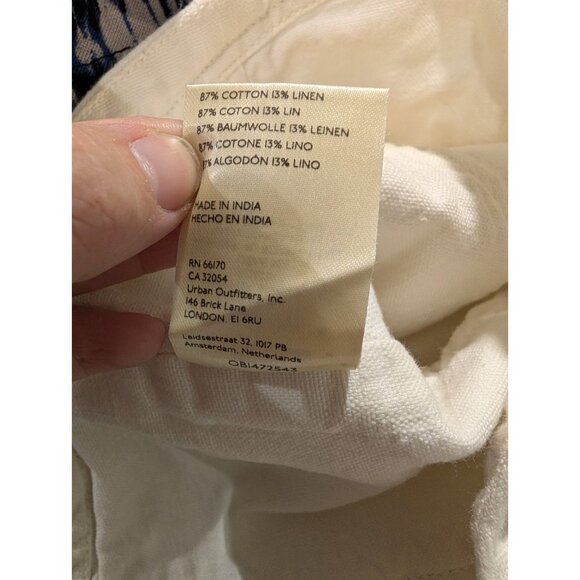 87% COTTON 13% LINEN
87% COTON 13% LIN
87% BAUMWOLLE 13% LEINEN
87% COTONE 13% LINO
87% ALGODÓN 13% LINO
MADE IN INDIA
HECHO EN INDIA
RN 66170
CA 32054
Urban Outfitters, Inc.
146 Brick Lane
LONDON. E1 6RU
Leidsestraat 32, 1017 PB
Amsterdam, Netherlands
OB1472543